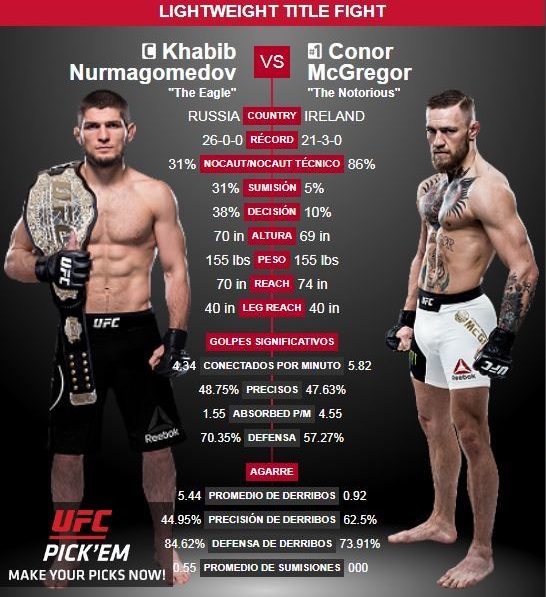 LIGHTWEIGHT TITLE FIGHT
C Khabib Nurmagomedov VS #1 Conor McGregor
"The Eagle" "The Notorious"
RUSSIA COUNTRY IRELAND
26-0-0 RÉCORD 21-3-0
31% NOCAUT/NOCAUT TÉCNICO 86%
31% SUMISIÓN 5%
38% DECISIÓN 10%
70 in ALTURA 69 in
155 lbs PESO 155 lbs
70 in REACH 74 in
40 in LEG REACH 40 in
GOLPES SIGNIFICATIVOS
4.34 CONECTADOS POR MINUTO 5.82
48.75% PRECISOS 47.63%
1.55 ABSORBED P/M 4.55
70.35% DEFENSA 57.27%
AGARRE
5.44 PROMEDIO DE DERRIBOS 0.92
44.95% PRECISIÓN DE DERRIBOS 62.5%
84.62% DEFENSA DE DERRIBOS 73.91%
0.55 PROMEDIO DE SUMISIONES 000
UFC
PICK'EM
MAKE YOUR PICKS NOW!
UFC
UFC
Reebok
UFC
Reebok
UFC